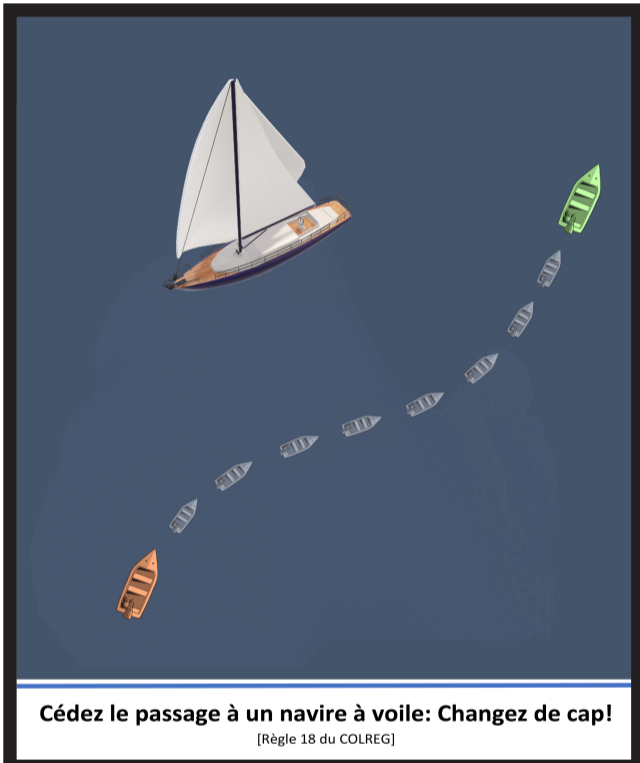 Cédez le passage à un navire à voile: Changez de cap!
[Règle 18 du COLREG]